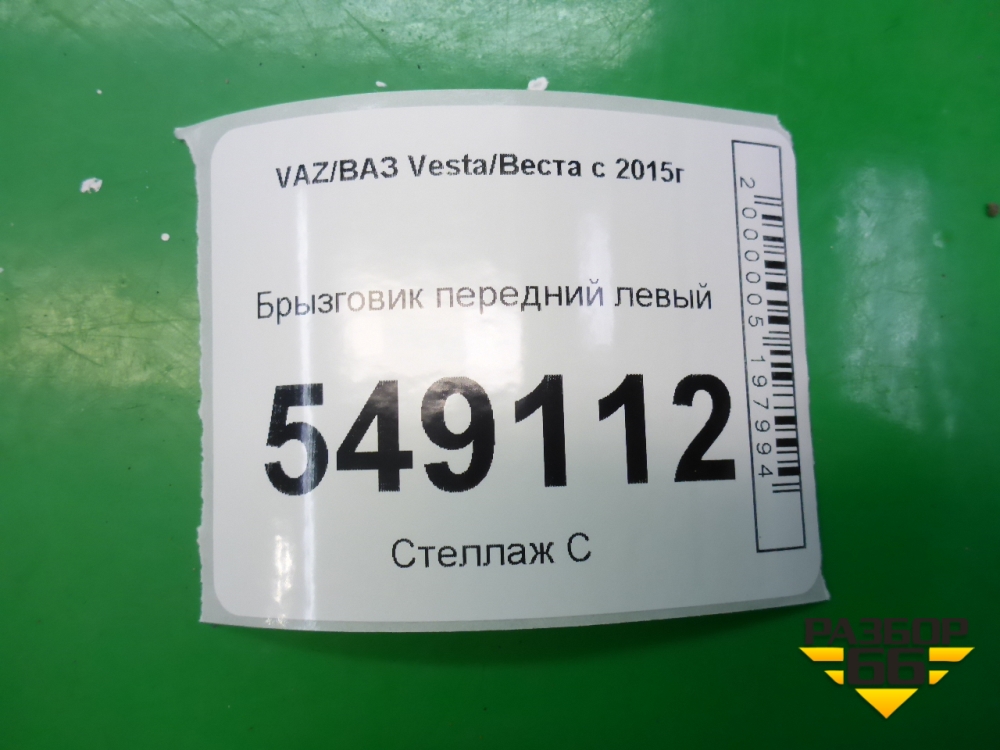 VAZ/ВАЗ Vesta/Веста с 2015г
Брызговик передний левый
549112
Стеллаж С
2000005197994
РАЗБОР
66